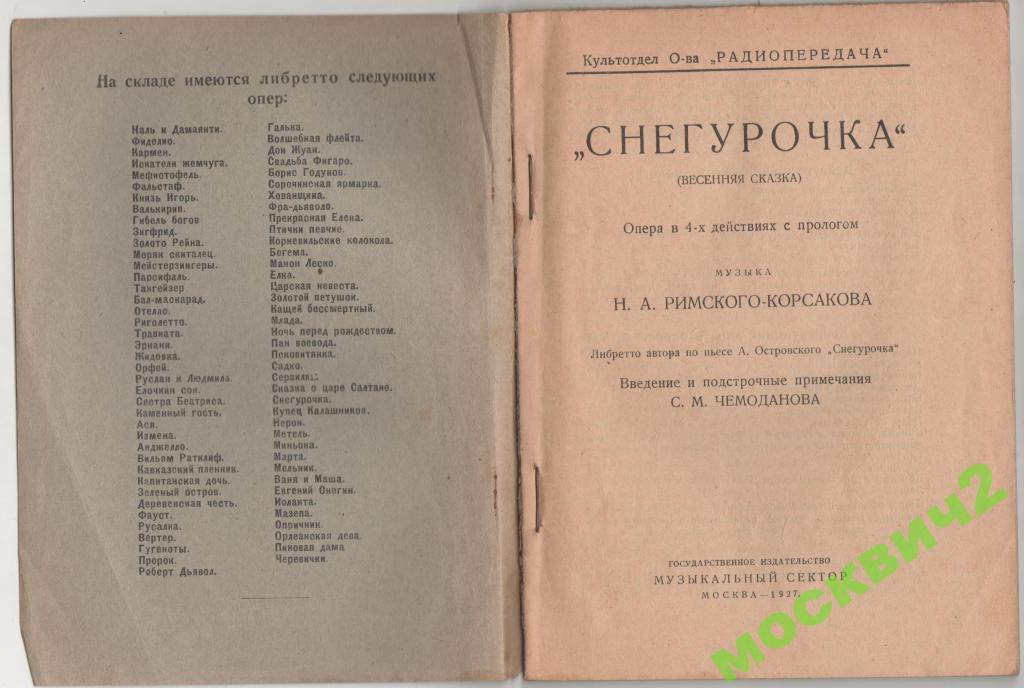 На складе имеются либретто следующих
опер:
Наль и Дамаянти.
Фиделио.
Кармен.
Искатели жемчуга.
Мефистофель.
Фальстаф.
Князь Игорь.
Валькирия.
Гибель богов
Зигфрид.
Золото Рейна.
Моряк скиталец.
Мейстерзингеры.
Парсифаль.
Тангейзер
Бал-маскарад.
Отелло.
Риголетто.
Травиата.
Эрнани.
Жидовка.
Орфей.
Руслан и Людмила.
Елочкин сон.
Сестра Беатриса.
Каменный гость.
Ася.
Измена.
Анджелло.
Вильям Ратклиф.
Кавказский пленник.
Капитанская дочь.
Зеленый остров.
Деревенская честь.
Фауст.
Русалка.
Вертер.
Гугеноты.
Пророк.
Роберт Дьявол.
Галька.
Волшебная флейта.
Дон Жуан.
Свадьба Фигаро.
Борис Годунов.
Сорочинская ярмарка.
Хованщина.
Фра-дьяволо.
Прекрасная Елена.
Птички певчие.
Корневильские колокола.
Богема.
Манон Леско.
Елка.
Царская невеста.
Золотой петушок.
Кащей бессмертный.
Млада.
Ночь перед рождеством.
Пан воевода.
Псковитянка.
Садко.
Сервилия.
Сказка о царе Салтане.
Снегурочка.
Купец Калашников.
Нерон.
Метель.
Миньона.
Марта.
Мельник.
Ваня и Маша.
Евгений Онегин.
Иоланта.
Мазепа.
Опричник
Орлеанская дева.
Пиковая дама
Черевички.
Культотдел О-ва „РАДИОПЕРЕДАЧА“
„СНЕГУРОЧКА“
(ВЕСЕННЯЯ СКАЗКА)
Опера в 4-х действиях с прологом
МУЗЫКА
Н. А. РИМСКОГО-КОРСАКОВА
Либретто автора по пьесе А. Островского „Снегурочка“
Введение и подстрочные примечания
С. М. ЧЕМОДАНОВА
ГОСУДАРСТВЕННОЕ ИЗДАТЕЛЬСТВО
МУЗЫКАЛЬНЫЙ СЕКТОР
МОСКВА—1927.
москвич2